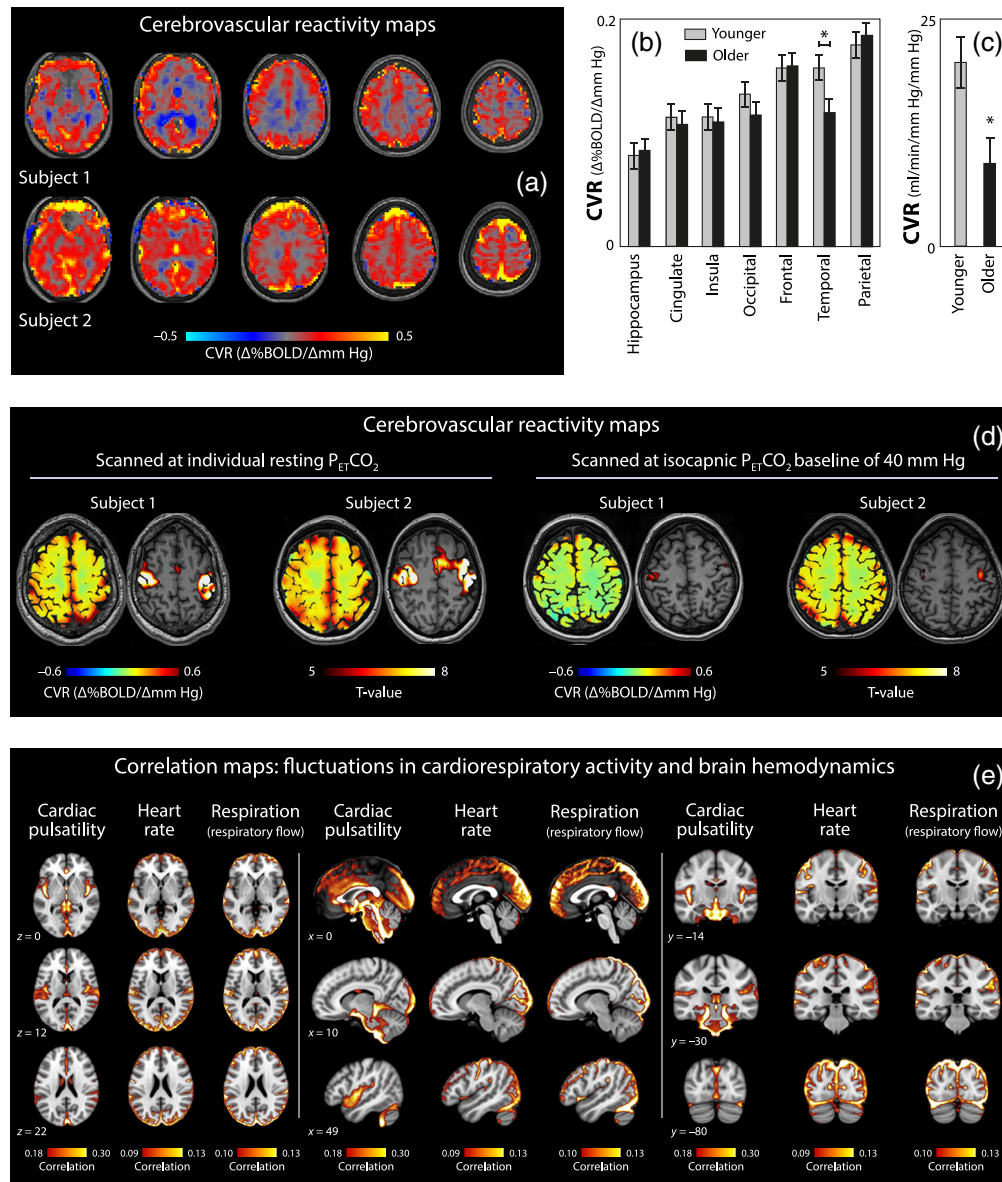 Cerebrovascular reactivity maps
Subject 1
(a)
Subject 2
−0.5
0.5
CVR (Δ%BOLD/Δmm Hg)
0.2
(b)
Younger
Older
*
CVR (Δ%BOLD/Δmm Hg)
0
Hippocampus
Cingulate
Insula
Occipital
Frontal
Temporal
Parietal
25
(c)
*
CVR (ml/min/mm Hg/mm Hg)
0
Younger
Older
Cerebrovascular reactivity maps
(d)
Scanned at individual resting PETCO2
Scanned at isocapnic PETCO2 baseline of 40 mm Hg
Subject 1
Subject 2
Subject 1
Subject 2
−0.6 0.6
CVR (Δ%BOLD/Δmm Hg)
5 8
T-value
−0.6 0.6
CVR (Δ%BOLD/Δmm Hg)
5 8
T-value
Correlation maps: fluctuations in cardiorespiratory activity and brain hemodynamics
(e)
Cardiac pulsatility
Heart rate
Respiration
(respiratory flow)
Cardiac pulsatility
Heart rate
Respiration
(respiratory flow)
Cardiac pulsatility
Heart rate
Respiration
(respiratory flow)
z = 0
x = 0
y = −14
z = 12
x = 10
y = −30
z = 22
x = 49
y = −80
0.18 0.30
Correlation
0.09 0.13
Correlation
0.10 0.13
Correlation
0.18 0.30
Correlation
0.09 0.13
Correlation
0.10 0.13
Correlation
0.18 0.30
Correlation
0.09 0.13
Correlation
0.10 0.13
Correlation